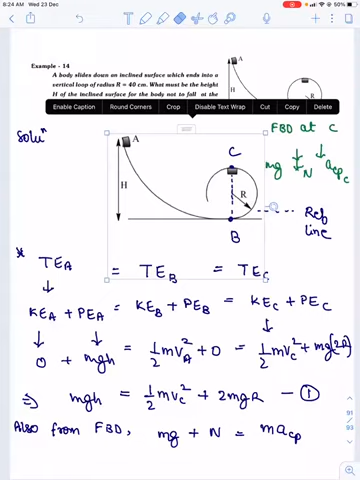 8:24 AM Wed 23 Dec
50%
Example - 14
A body slides down an inclined surface which ends into a
vertical loop of radius R = 40 cm. What must be the height
H of the inclined surface for the body not to fall at the
A
H
R
Enable Caption Round Corners Crop Disable Text Wrap Cut Copy Delete
Soluⁿ
A
H
C
R
B
FBD at C
mg N acp_c
Ref
line
* TE_A = TE_B = TE_C
KE_A + PE_A = KE_B + PE_B = KE_C + PE_C
0 + mgh = 1/2 mv_A² + 0 = 1/2 mv_C² + mg(2R)
⇒ mgh = 1/2 mv_C² + 2mgR — ①
Also from FBD, mg + N = ma_cp
91
/
93